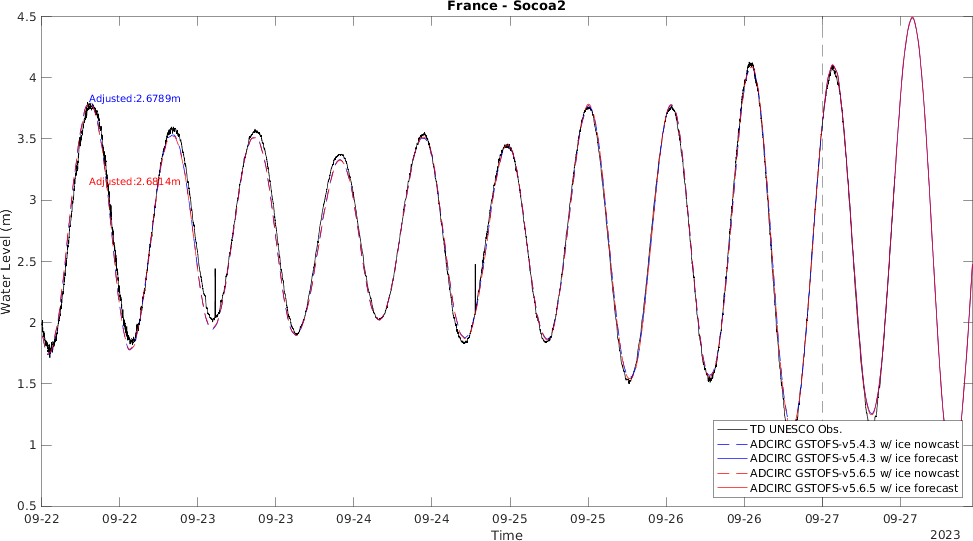 France - Socoa2
4.5
4
3.5
3
2.5
2
1.5
1
0.5
Water Level (m)
Adjusted:2.6789m
Adjusted:2.6814m
TD UNESCO Obs.
ADCIRC GSTOFS-v5.4.3 w/ ice nowcast
ADCIRC GSTOFS-v5.4.3 w/ ice forecast
ADCIRC GSTOFS-v5.6.5 w/ ice nowcast
ADCIRC GSTOFS-v5.6.5 w/ ice forecast
09-22 09-22 09-23 09-23 09-24 09-24 09-25 09-25 09-26 09-26 09-27 09-27
Time
2023